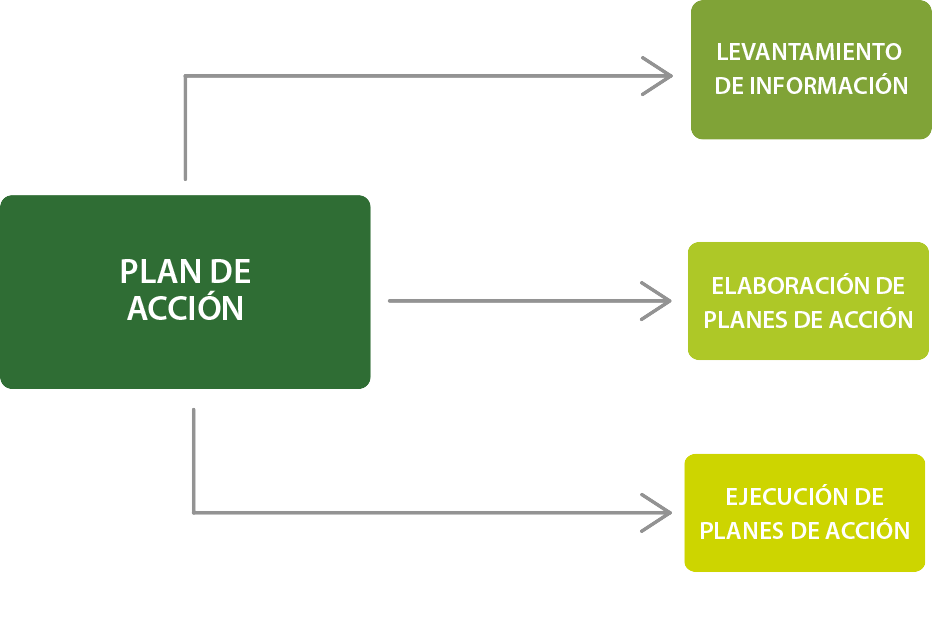 LEVANTAMIENTO
DE INFORMACIÓN
PLAN DE
ACCIÓN
ELABORACIÓN DE
PLANES DE ACCIÓN
EJECUCIÓN DE
PLANES DE ACCIÓN